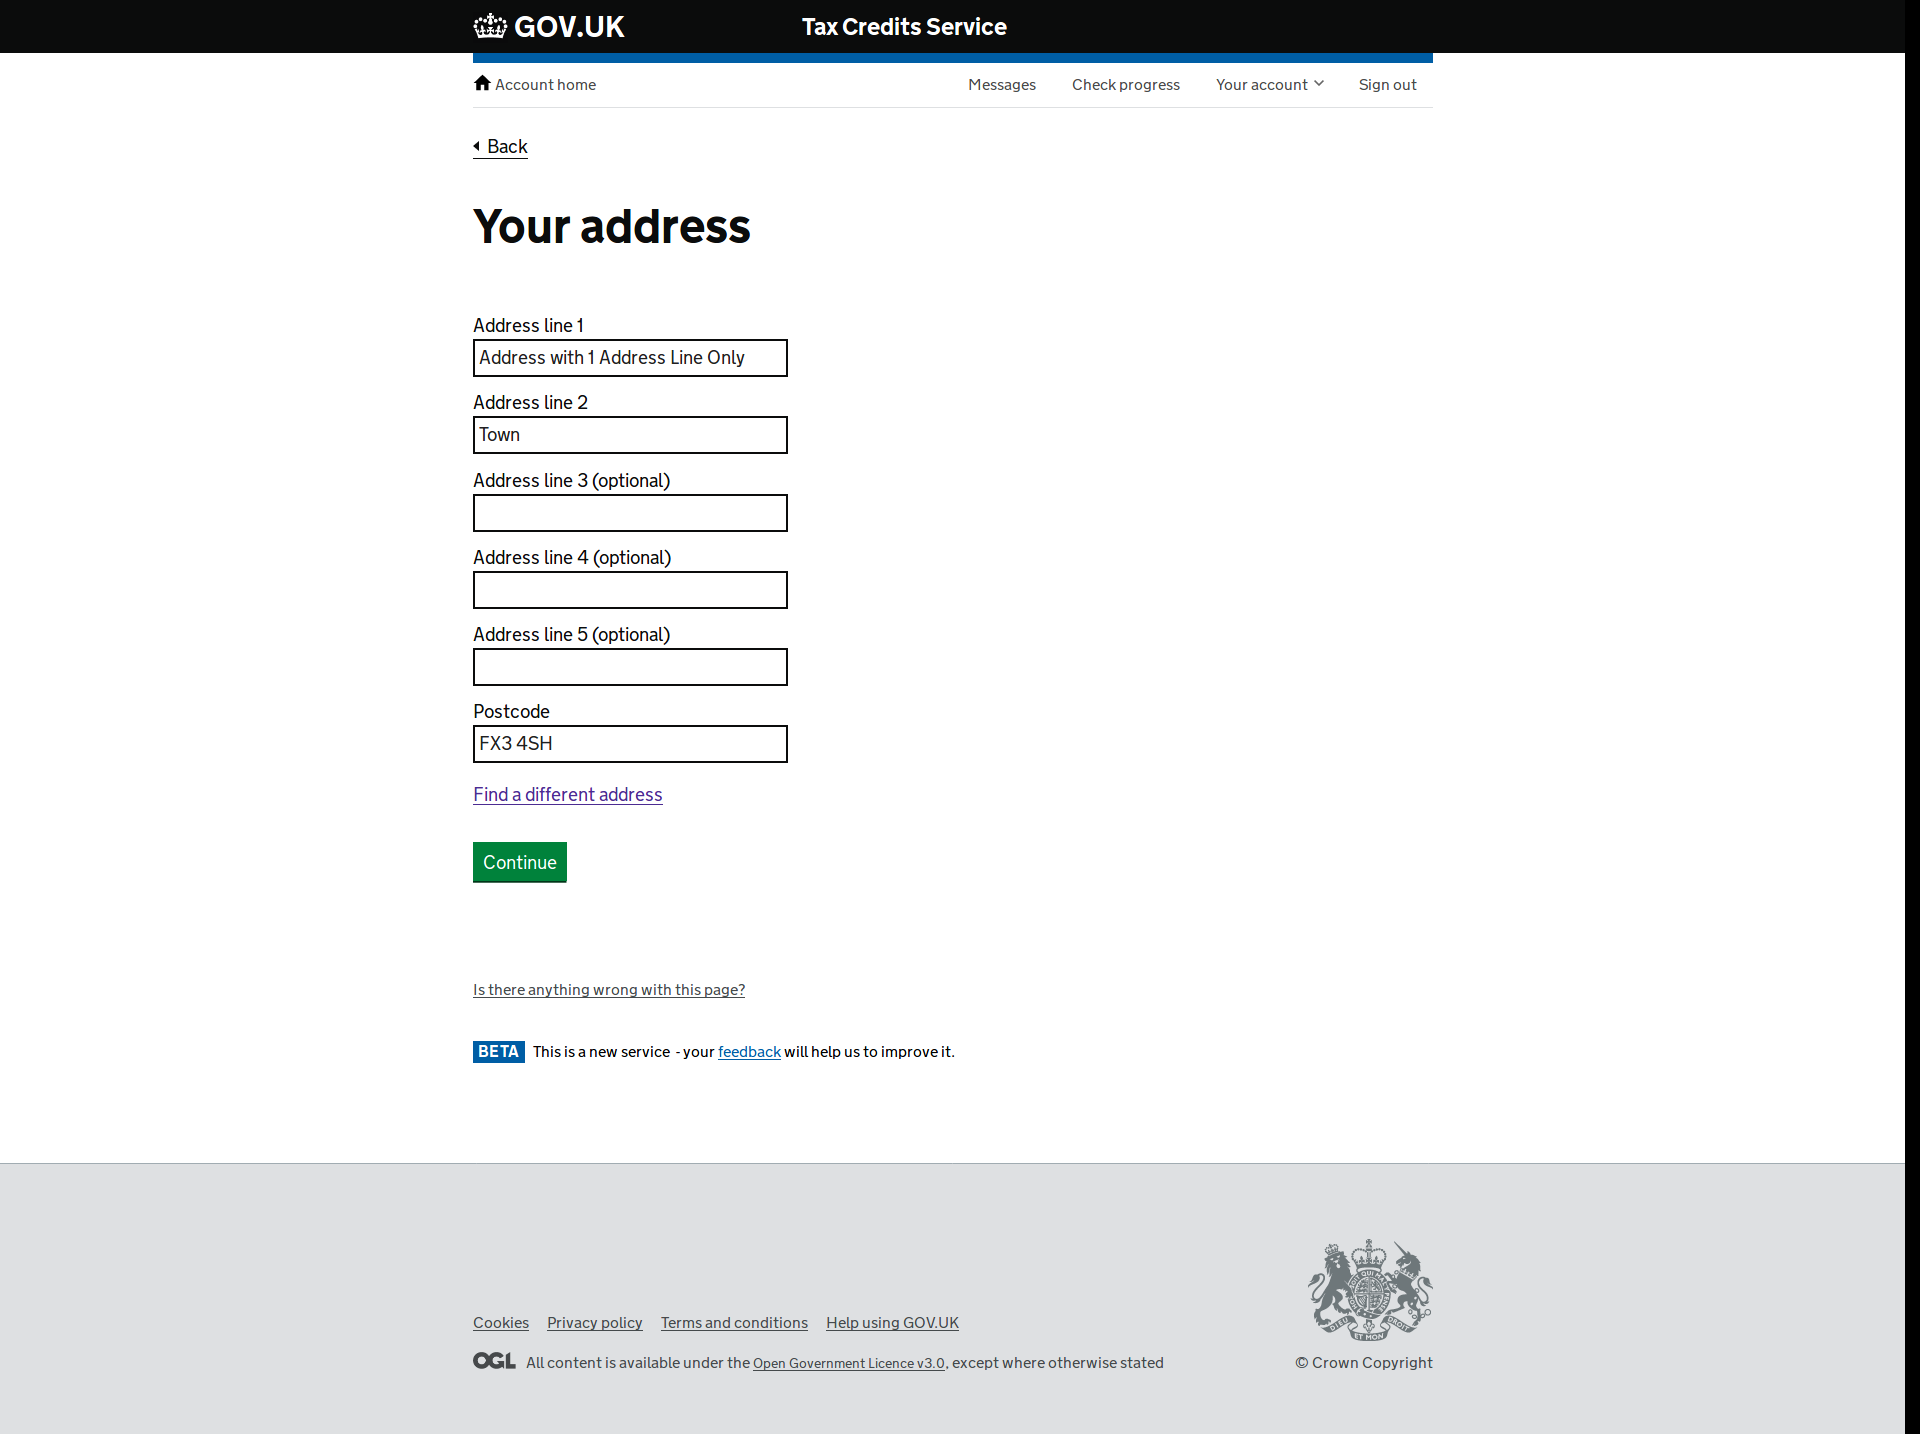 GOV.UK
Tax Credits Service
Account home
Messages
Check progress
Your account
Sign out
Back
Your address
Address line 1
Address with 1 Address Line Only
Address line 2
Town
Address line 3 (optional)
Address line 4 (optional)
Address line 5 (optional)
Postcode
FX3 4SH
Find a different address
Continue
Is there anything wrong with this page?
BETA This is a new service - your feedback will help us to improve it.
Cookies Privacy policy Terms and conditions Help using GOV.UK
OGL All content is available under the Open Government Licence v3.0, except where otherwise stated
DIEU ET MON DROIT
© Crown Copyright